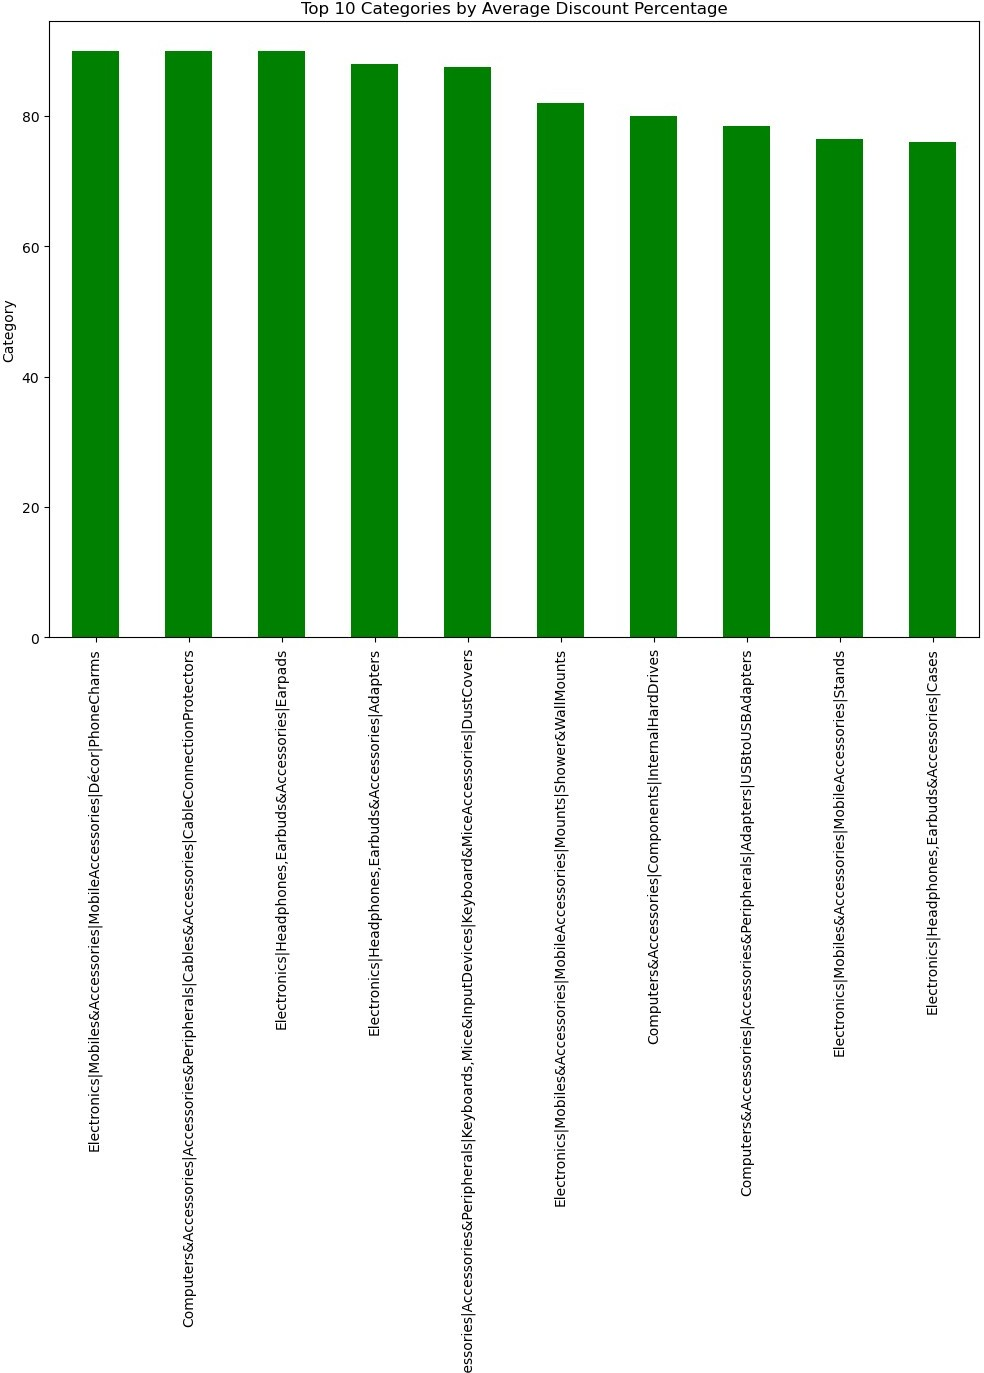 Top 10 Categories by Average Discount Percentage
Category
80
60
40
20
0
Electronics|Mobiles&Accessories|MobileAccessories|Décor|PhoneCharms
Computers&Accessories|Accessories&Peripherals|Cables&Accessories|CableConnectionProtectors
Electronics|Headphones,Earbuds&Accessories|Earpads
Electronics|Headphones,Earbuds&Accessories|Adapters
essories|Accessories&Peripherals|Keyboards,Mice&InputDevices|Keyboard&MiceAccessories|DustCovers
Electronics|Mobiles&Accessories|MobileAccessories|Mounts|Shower&WallMounts
Computers&Accessories|Components|InternalHardDrives
Computers&Accessories|Accessories&Peripherals|Adapters|USBtoUSBAdapters
Electronics|Mobiles&Accessories|MobileAccessories|Stands
Electronics|Headphones,Earbuds&Accessories|Cases